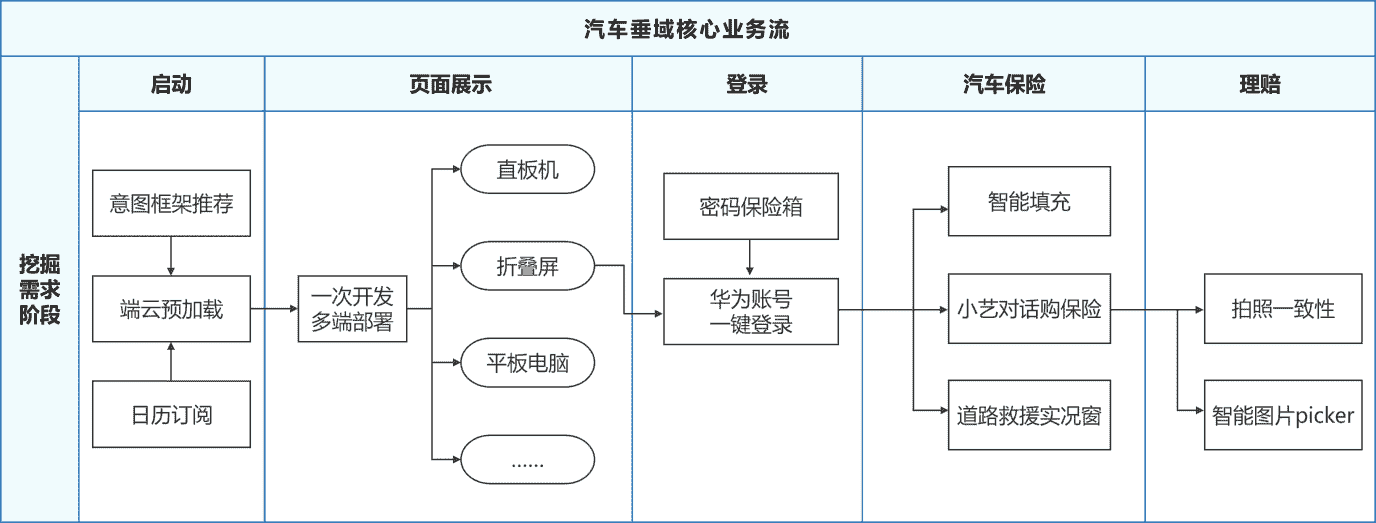 汽车垂域核心业务流
启动
页面展示
登录
汽车保险
理赔
挖掘
需求
阶段
意图框架推荐
端云预加载
日历订阅
一次开发
多端部署
直板机
折叠屏
平板电脑
......
密码保险箱
华为账号
一键登录
智能填充
小艺对话购保险
道路救援实况窗
拍照一致性
智能图片picker